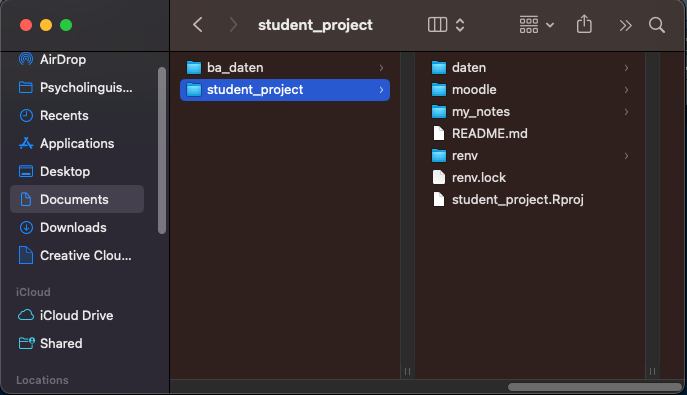 student_project
AirDrop
Psycholinguis...
Recents
Applications
Desktop
Documents
Downloads
Creative Clou...
iCloud
iCloud Drive
Shared
Locations
ba_daten
student_project
daten
moodle
my_notes
README.md
renv
renv.lock
student_project.Rproj